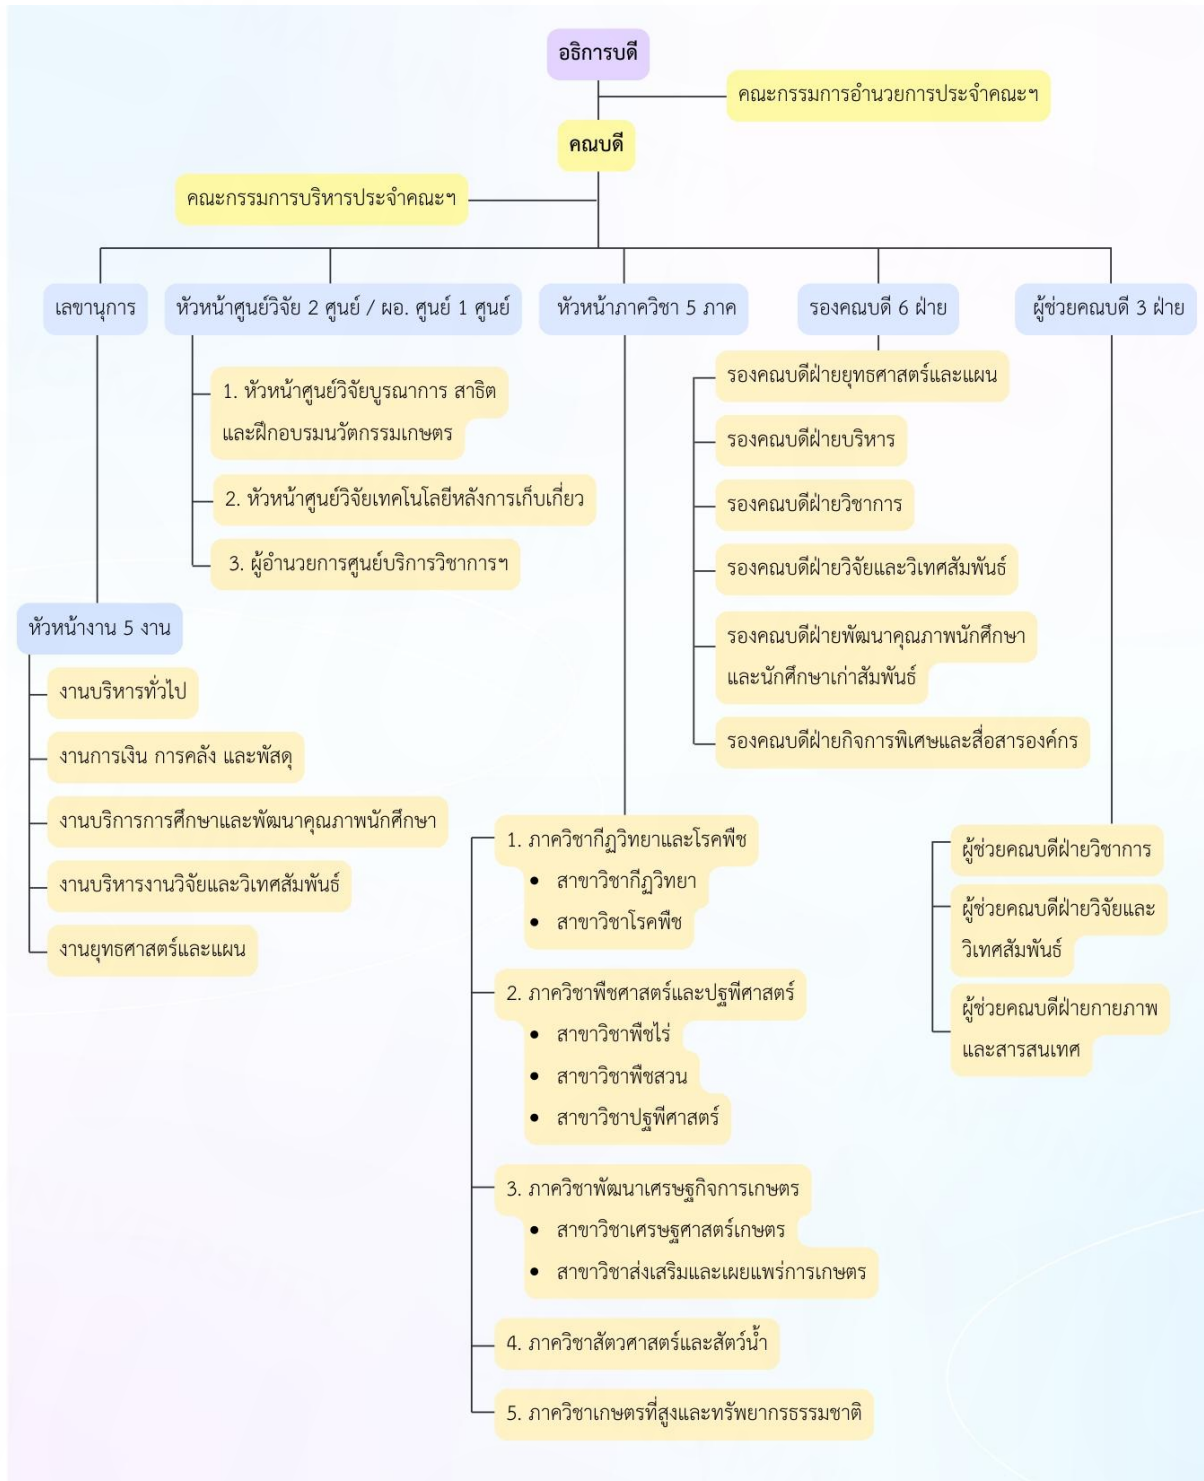 อธิการบดี
คณะกรรมการอำนวยการประจำคณะฯ
คณบดี
คณะกรรมการบริหารประจำคณะฯ
เลขานุการ
หัวหน้าศูนย์วิจัย 2 ศูนย์ / ผอ. ศูนย์ 1 ศูนย์
หัวหน้าภาควิชา 5 ภาค
รองคณบดี 6 ฝ่าย
ผู้ช่วยคณบดี 3 ฝ่าย
1. หัวหน้าศูนย์วิจัยบูรณาการ สาธิต
และฝึกอบรมนวัตกรรมเกษตร
2. หัวหน้าศูนย์วิจัยเทคโนโลยีหลังการเก็บเกี่ยว
3. ผู้อำนวยการศูนย์บริการวิชาการฯ
หัวหน้างาน 5 งาน
งานบริหารทั่วไป
งานการเงิน การคลัง และพัสดุ
งานบริการการศึกษาและพัฒนาคุณภาพนักศึกษา
งานบริหารงานวิจัยและวิเทศสัมพันธ์
งานยุทธศาสตร์และแผน
1. ภาควิชากีฏวิทยาและโรคพืช
• สาขาวิชากีฏวิทยา
• สาขาวิชาโรคพืช
2. ภาควิชาพืชศาสตร์และปฐพีศาสตร์
• สาขาวิชาพืชไร่
• สาขาวิชาพืชสวน
• สาขาวิชาปฐพีศาสตร์
3. ภาควิชาพัฒนาเศรษฐกิจการเกษตร
• สาขาวิชาเศรษฐศาสตร์เกษตร
• สาขาวิชาส่งเสริมและเผยแพร่การเกษตร
4. ภาควิชาสัตวศาสตร์และสัตว์น้ำ
5. ภาควิชาเกษตรที่สูงและทรัพยากรธรรมชาติ
รองคณบดีฝ่ายยุทธศาสตร์และแผน
รองคณบดีฝ่ายบริหาร
รองคณบดีฝ่ายวิชาการ
รองคณบดีฝ่ายวิจัยและวิเทศสัมพันธ์
รองคณบดีฝ่ายพัฒนาคุณภาพนักศึกษา
และนักศึกษาเก่าสัมพันธ์
รองคณบดีฝ่ายกิจการพิเศษและสื่อสารองค์กร
ผู้ช่วยคณบดีฝ่ายวิชาการ
ผู้ช่วยคณบดีฝ่ายวิจัยและ
วิเทศสัมพันธ์
ผู้ช่วยคณบดีฝ่ายกายภาพ
และสารสนเทศ